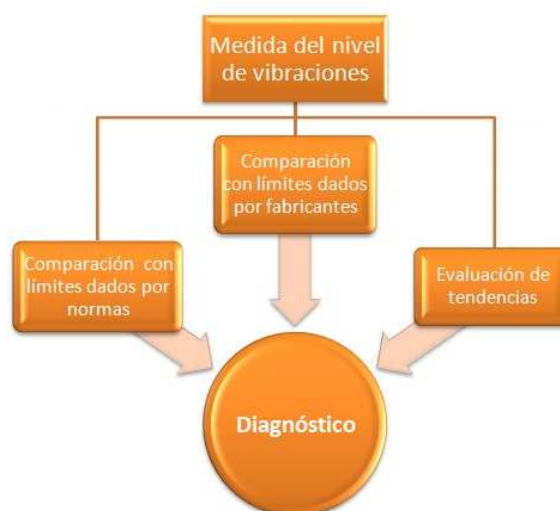 Medida del nivel
de vibraciones
Comparación
con límites dados
por fabricantes
Comparación con
límites dados por
normas
Evaluación de
tendencias
Diagnóstico